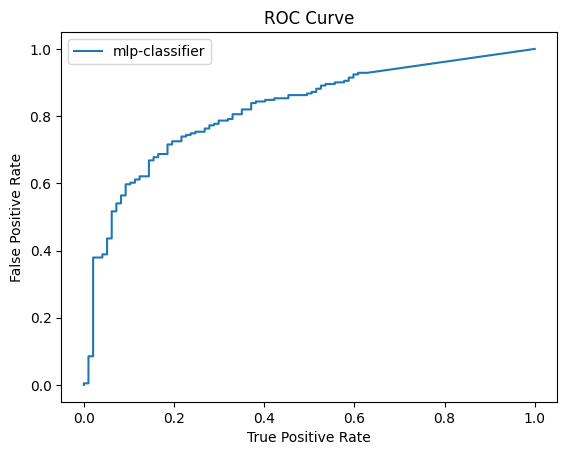 ROC Curve
mlp-classifier
1.0
0.8
0.6
0.4
0.2
0.0
False Positive Rate
0.0 0.2 0.4 0.6 0.8 1.0
True Positive Rate